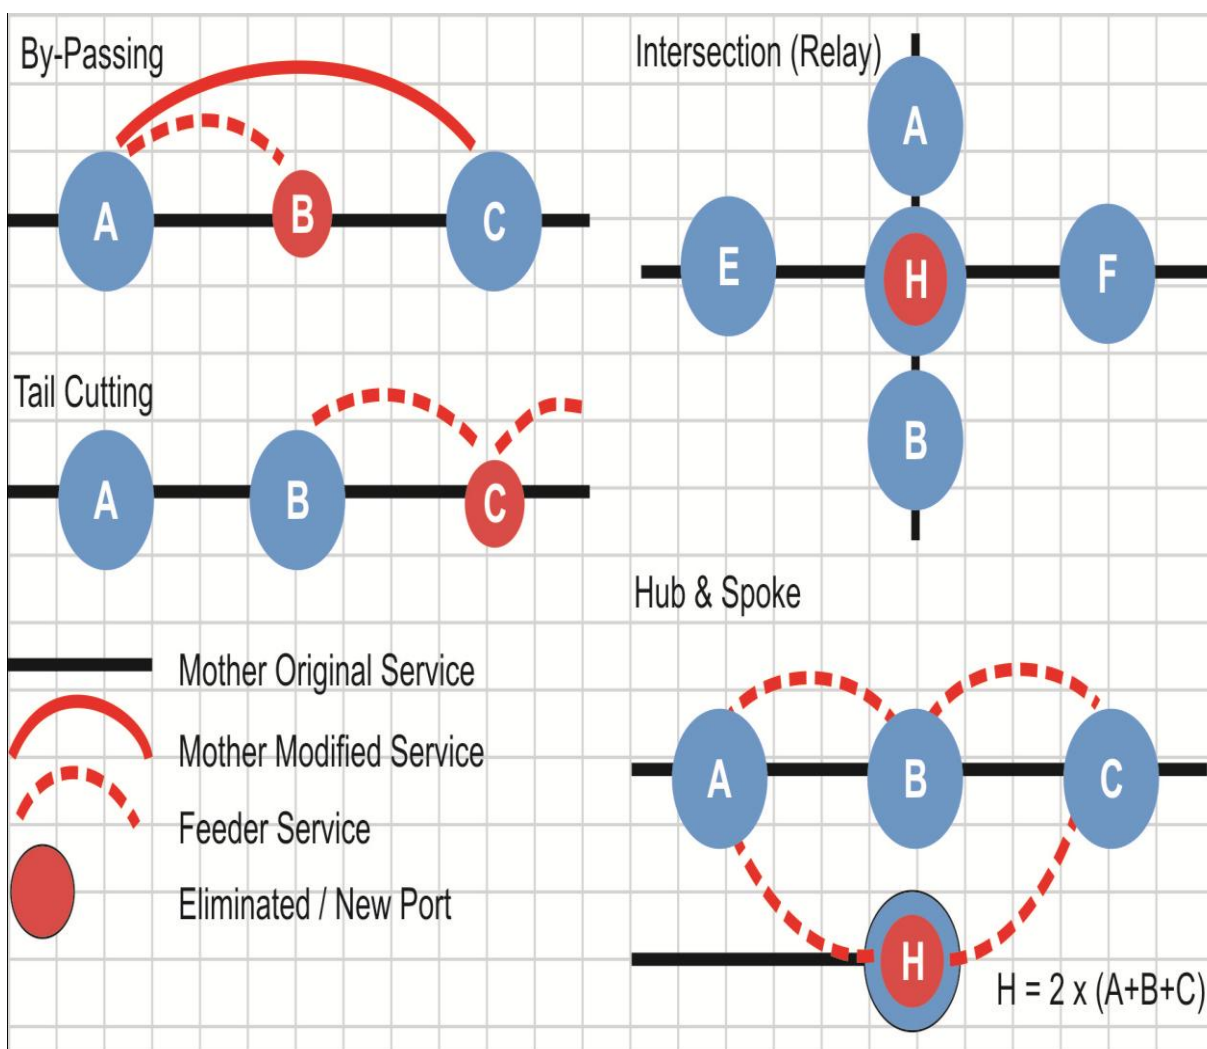 By-Passing
A
B
C
Tail Cutting
A
B
C
Mother Original Service
Mother Modified Service
Feeder Service
Eliminated / New Port
Intersection (Relay)
A
E
H
F
B
Hub & Spoke
A
B
C
H
H = 2 x (A+B+C)